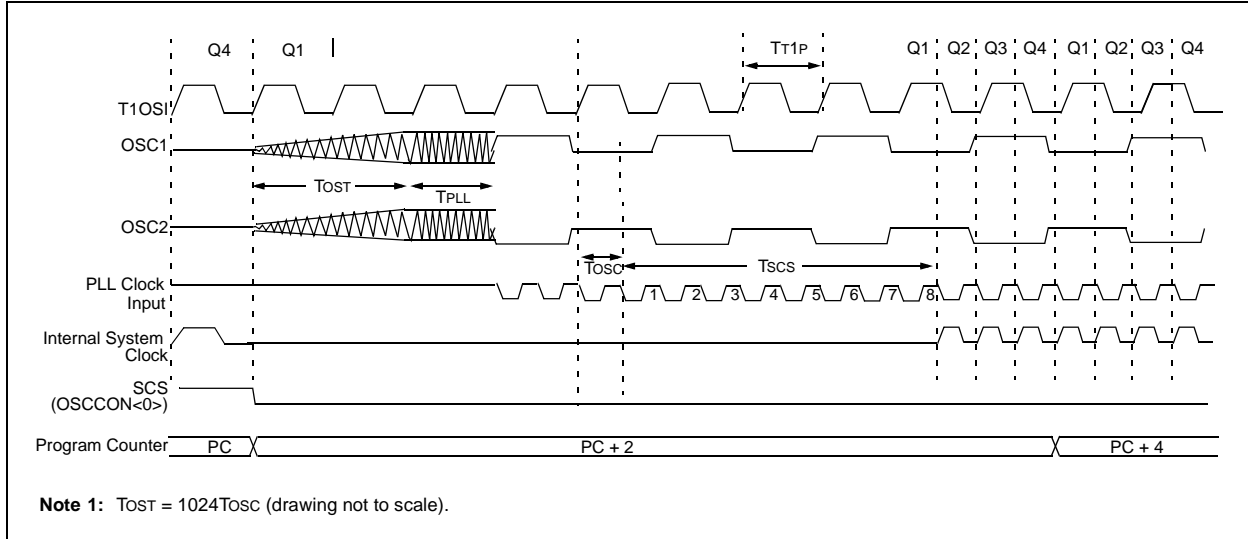 Q4 Q1 TT1P Q1 Q2 Q3 Q4 Q1 Q2 Q3 Q4
T1OSI
OSC1
TOST TPLL
OSC2
TOSC TSCS
PLL Clock
Input
1 2 3 4 5 6 7 8
Internal System
Clock
SCS
(OSCCON<0>)
Program Counter PC PC + 2 PC + 4
Note 1: TOST = 1024TOSC (drawing not to scale).